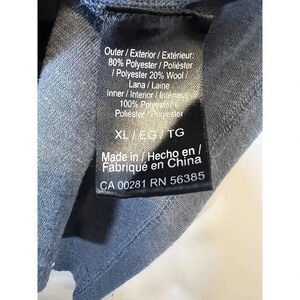 Outer / Exterior / Extérieur:
80% Polyester / Poliéster
/ Polyester 20% Wool /
Lana / Laine
Inner / Interior / Intérieur:
100% Polyester /
Poliéster / Polyester
XL / EG / TG
Made in / Hecho en /
Fabriqué en China
CA 00281 RN 56385